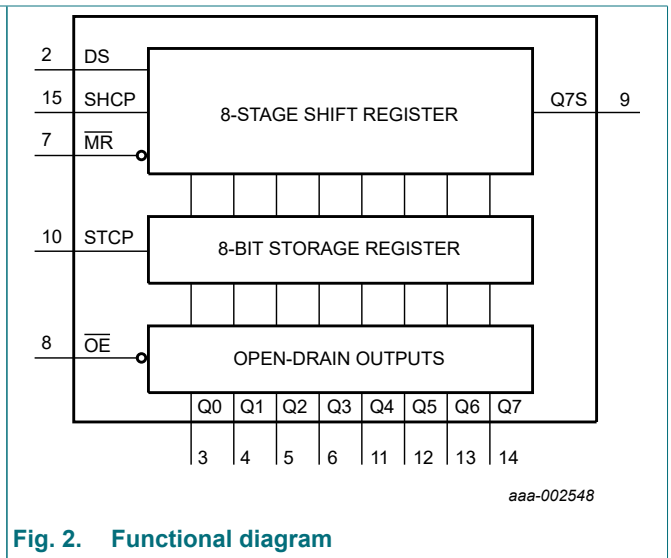 2 DS
15 SHCP 8-STAGE SHIFT REGISTER Q7S 9
7 MR
10 STCP 8-BIT STORAGE REGISTER
8 OE OPEN-DRAIN OUTPUTS
Q0 Q1 Q2 Q3 Q4 Q5 Q6 Q7
3 4 5 6 11 12 13 14
aaa-002548
Fig. 2. Functional diagram